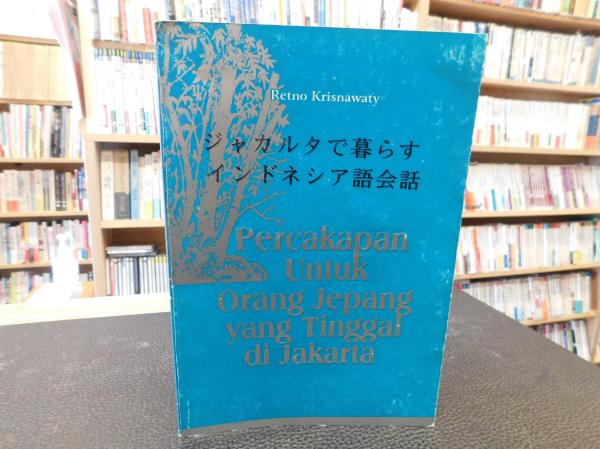 Retno Krisnawaty
ジャカルタで暮らす
インドネシア語会話
Percakapan
Untuk
Orang Jepang
yang Tinggal
di Jakarta